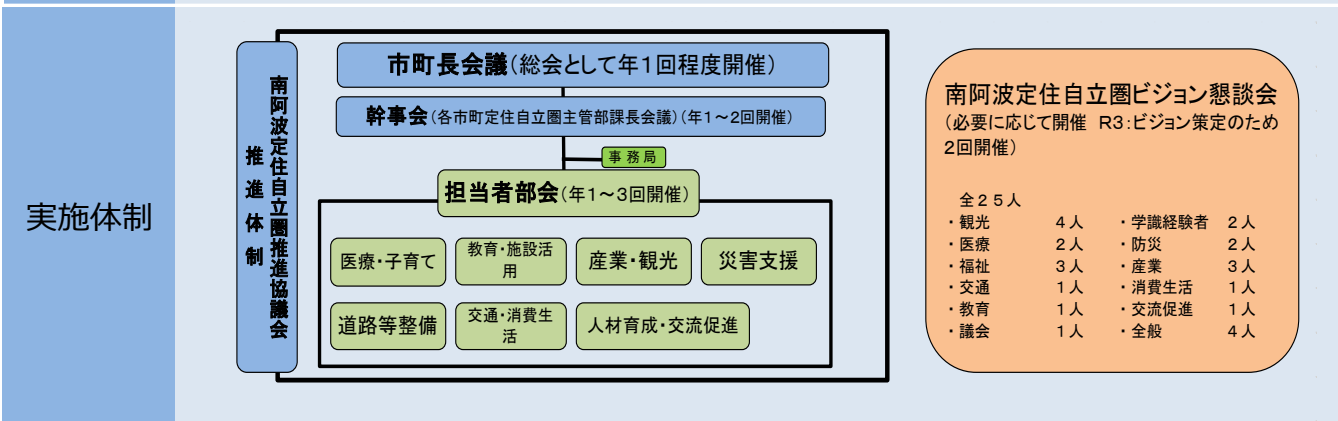 実施体制
南阿波定住自立圏推進協議会
推進体制
市町長会議(総会として年1回程度開催)
幹事会(各市町定住自立圏主管部課長会議)(年1~2回開催)
事務局
担当者部会(年1~3回開催)
医療・子育て
教育・施設活
用
産業・観光
災害支援
道路等整備
交通・消費生
活
人材育成・交流促進
南阿波定住自立圏ビジョン懇談会
(必要に応じて開催 R3:ビジョン策定のため
2回開催)
全25人
・観光 4人 ・学識経験者 2人
・医療 2人 ・防災 2人
・福祉 3人 ・産業 3人
・交通 1人 ・消費生活 1人
・教育 1人 ・交流促進 1人
・議会 1人 ・全般 4人